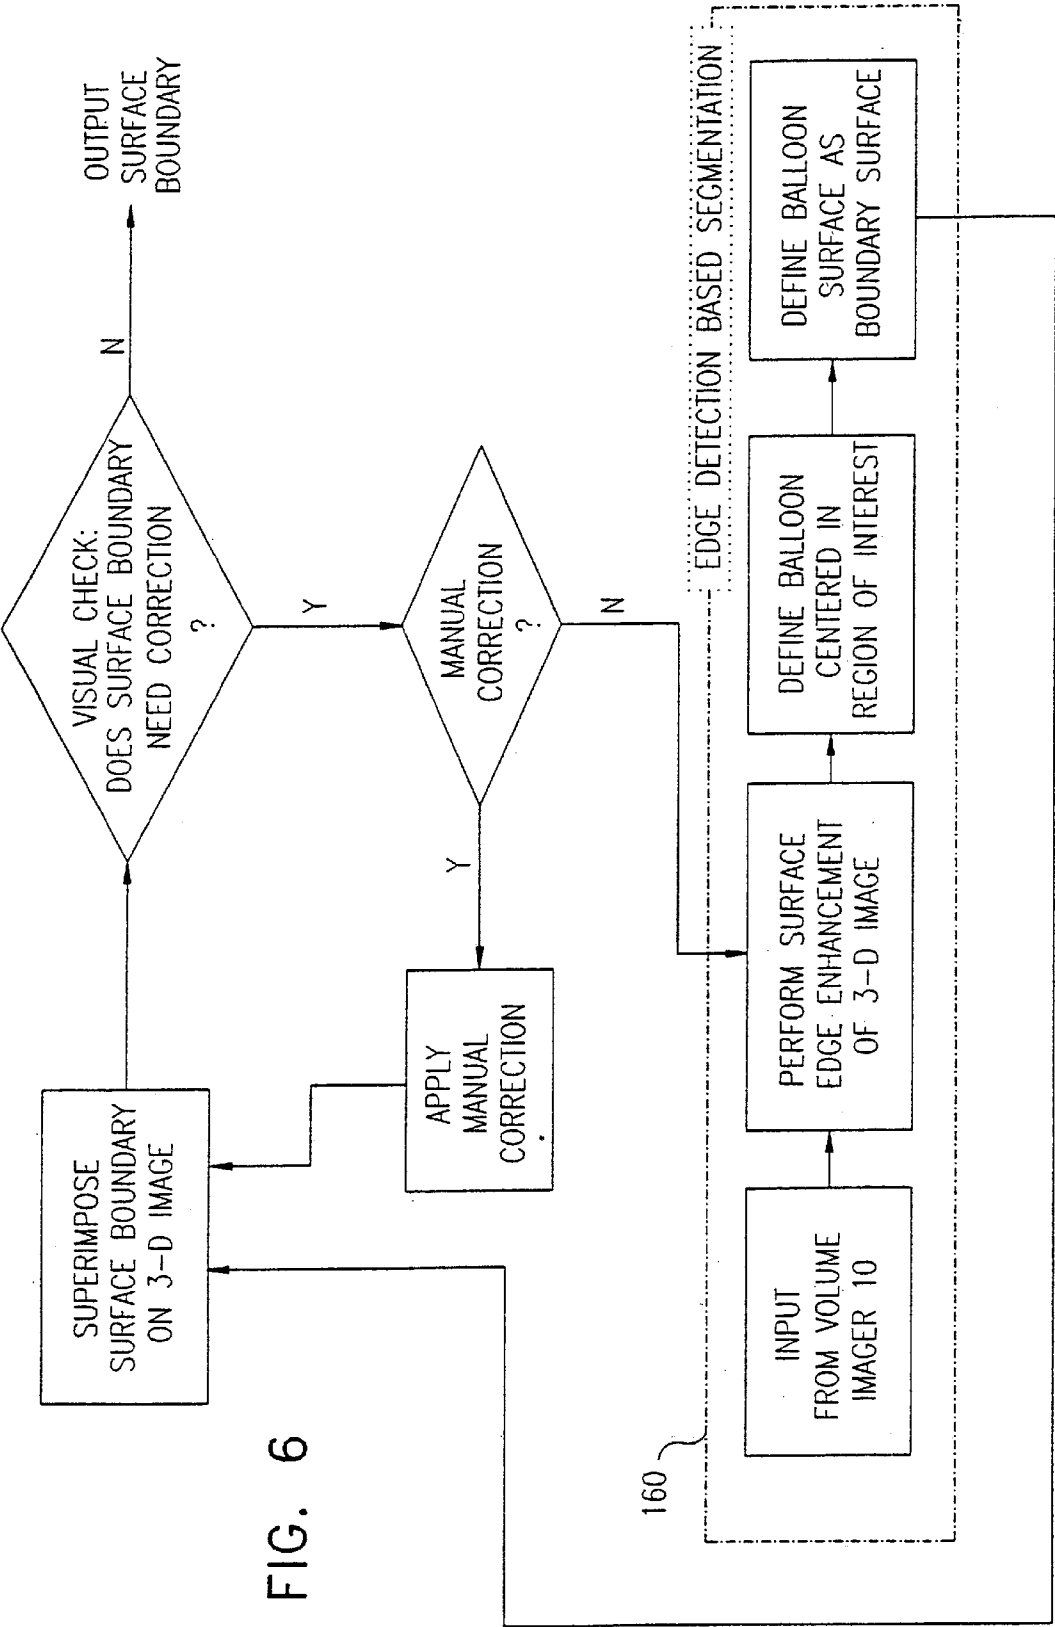 FIG. 6
SUPERIMPOSE
SURFACE BOUNDARY
ON 3-D IMAGE
VISUAL CHECK:
DOES SURFACE BOUNDARY
NEED CORRECTION
?
N
OUTPUT
SURFACE
BOUNDARY
Y
APPLY
MANUAL
CORRECTION
Y
MANUAL
CORRECTION
?
N
160
EDGE DETECTION BASED SEGMENTATION
INPUT
FROM VOLUME
IMAGER 10
PERFORM SURFACE
EDGE ENHANCEMENT
OF 3-D IMAGE
DEFINE BALLOON
CENTERED IN
REGION OF INTEREST
DEFINE BALLOON
SURFACE AS
BOUNDARY SURFACE